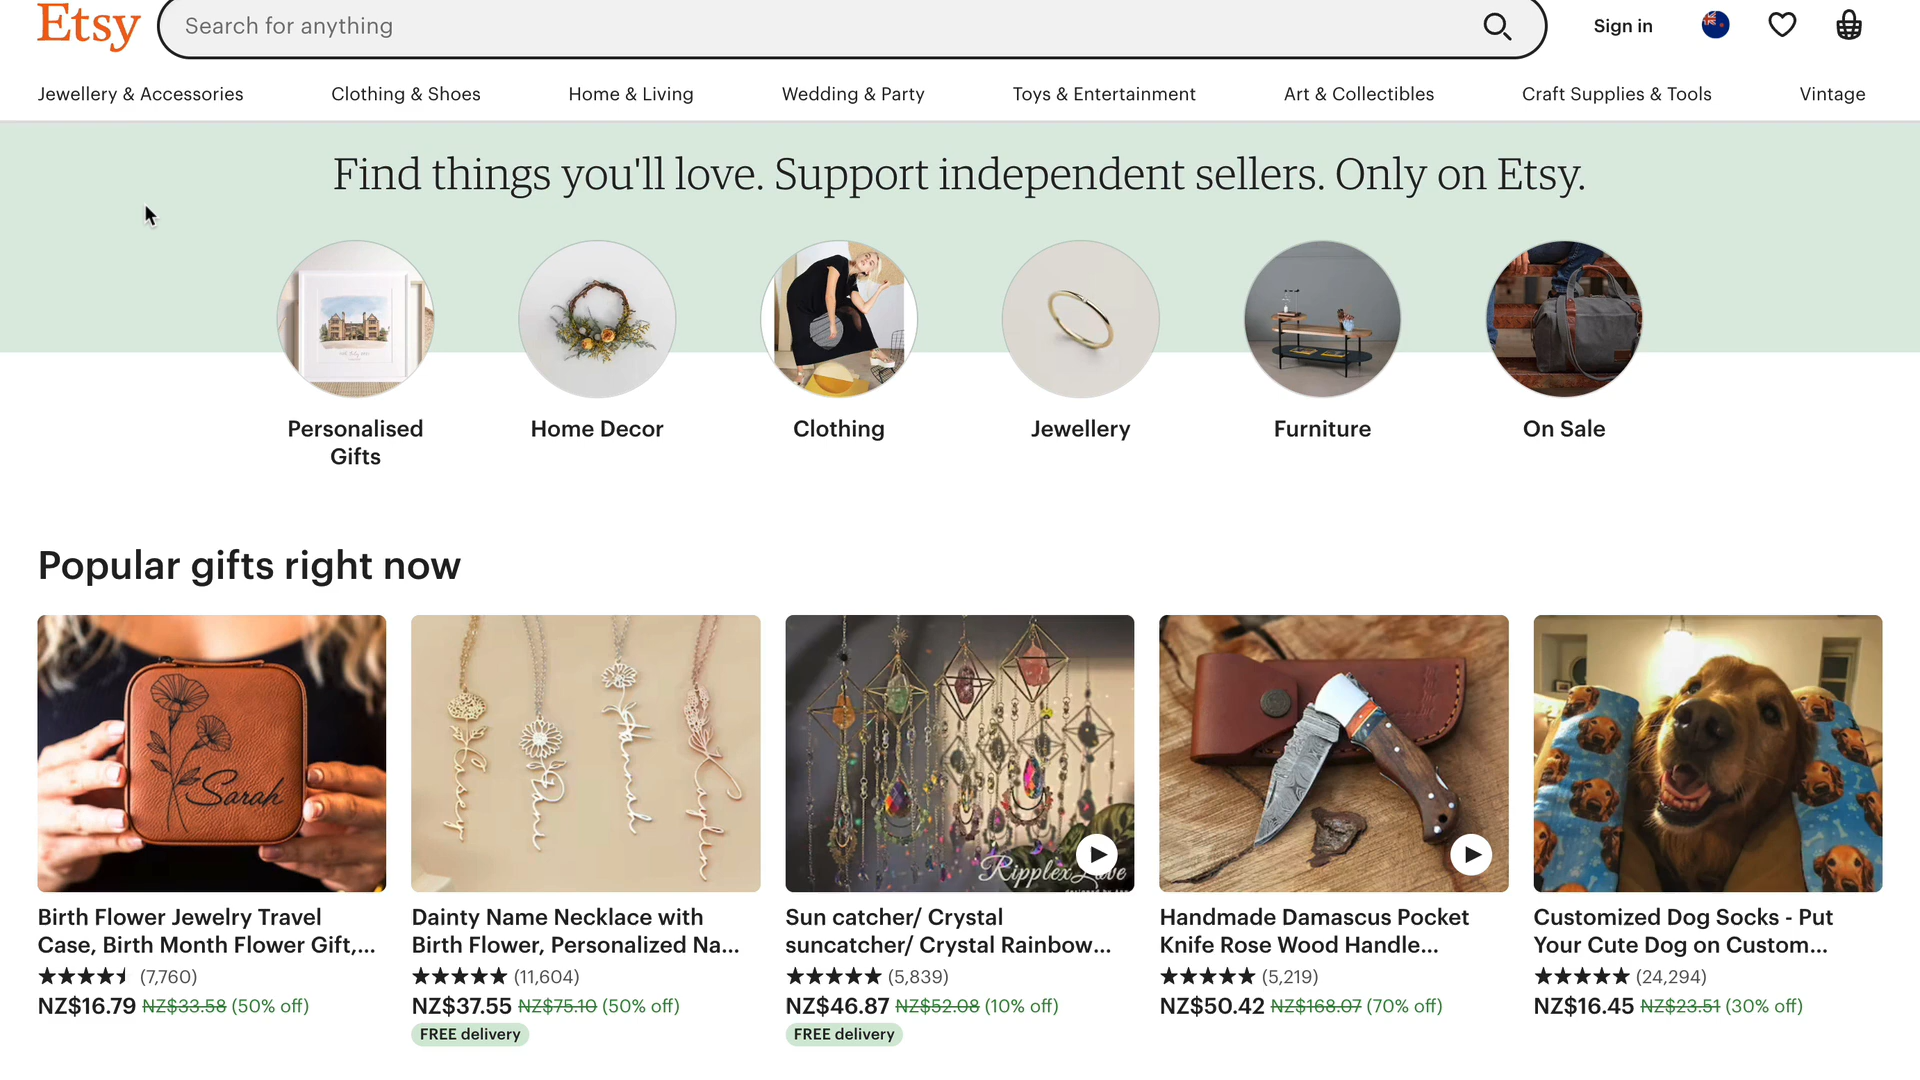 Etsy
Search for anything
Sign in
Jewellery & Accessories
Clothing & Shoes
Home & Living
Wedding & Party
Toys & Entertainment
Art & Collectibles
Craft Supplies & Tools
Vintage
Find things you'll love. Support independent sellers. Only on Etsy.
Personalised
Gifts
Home Decor
Clothing
Jewellery
Furniture
On Sale
Popular gifts right now
Sarah
Hannah
Kaylin
RipplexLove
Birth Flower Jewelry Travel
Case, Birth Month Flower Gift,...
(7,760)
NZ$16.79 NZ$33.58 (50% off)
Dainty Name Necklace with
Birth Flower, Personalized Na...
(11,604)
NZ$37.55 NZ$75.10 (50% off)
FREE delivery
Sun catcher/ Crystal
suncatcher/ Crystal Rainbow...
(5,839)
NZ$46.87 NZ$52.08 (10% off)
FREE delivery
Handmade Damascus Pocket
Knife Rose Wood Handle...
(5,219)
NZ$50.42 NZ$168.07 (70% off)
Customized Dog Socks - Put
Your Cute Dog on Custom...
(24,294)
NZ$16.45 NZ$23.51 (30% off)